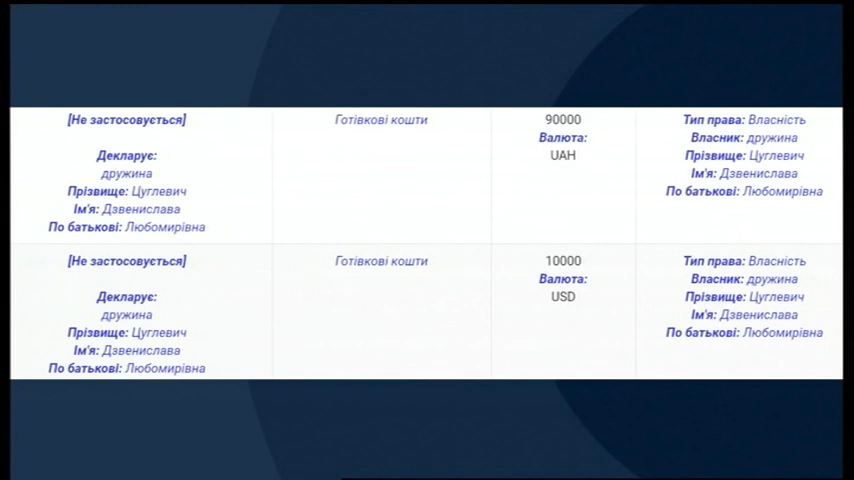 [Не застосовується]
Декларує:
дружина
Прізвище: Цуглевич
Ім'я: Дзвенислава
По батькові: Любомирівна
Готівкові кошти
90000
Валюта:
UAH
Тип права: Власність
Власник: дружина
Прізвище: Цуглевич
Ім'я: Дзвенислава
По батькові: Любомирівна
[Не застосовується]
Декларує:
дружина
Прізвище: Цуглевич
Ім'я: Дзвенислава
По батькові: Любомирівна
Готівкові кошти
10000
Валюта:
USD
Тип права: Власність
Власник: дружина
Прізвище: Цуглевич
Ім'я: Дзвенислава
По батькові: Любомирівна